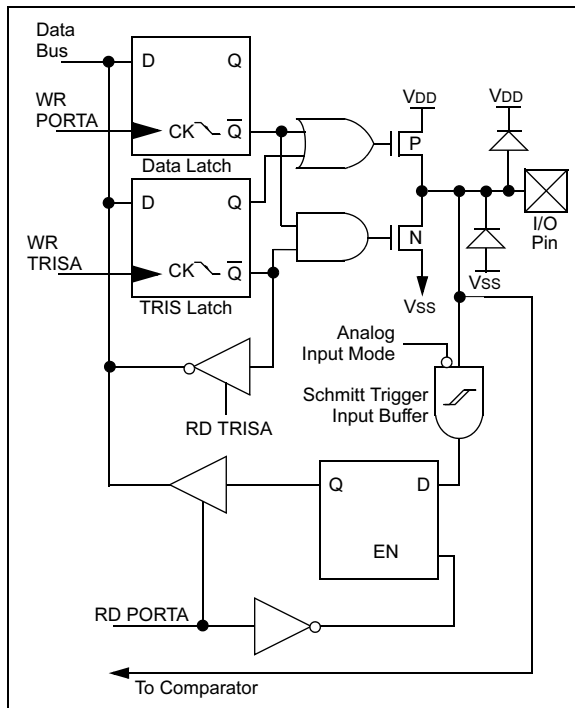 Data
Bus
D
Q
VDD
VDD
WR
PORTA
CK
Q
P
Data Latch
D
Q
I/O
Pin
WR
TRISA
N
CK
Q
VSS
VSS
TRIS Latch
Analog
Input Mode
Schmitt Trigger
Input Buffer
RD TRISA
Q
D
EN
RD PORTA
To Comparator